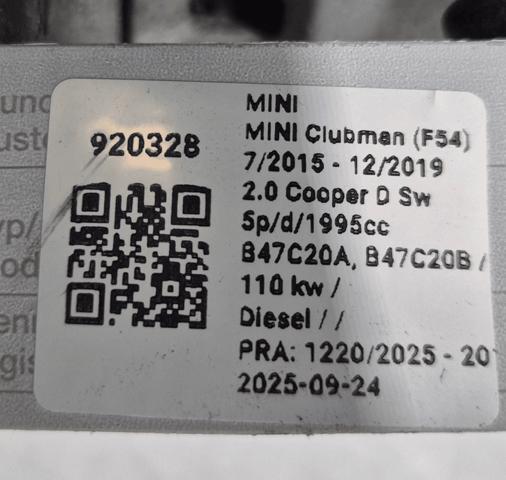 920328
MINI
MINI Clubman (F54)
7/2015 - 12/2019
2.0 Cooper D Sw
5p/d/1995cc
B47C20A, B47C20B /
110 kw /
Diesel / /
PRA: 1220/2025 - 20
2025-09-24